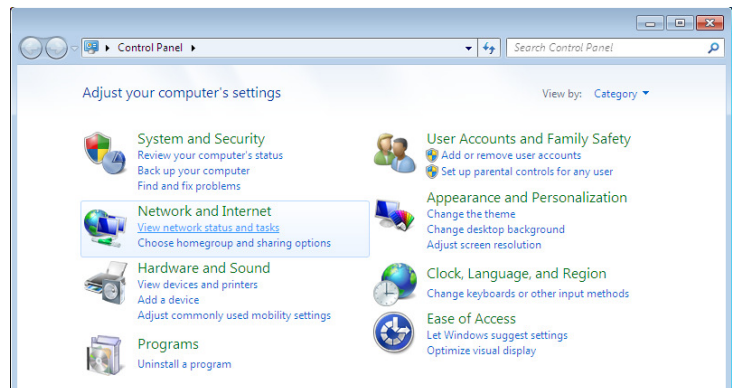 Control Panel
Search Control Panel
Adjust your computer's settings
View by: Category
System and Security
Review your computer's status
Back up your computer
Find and fix problems
Network and Internet
View network status and tasks
Choose homegroup and sharing options
Hardware and Sound
View devices and printers
Add a device
Adjust commonly used mobility settings
Programs
Uninstall a program
User Accounts and Family Safety
Add or remove user accounts
Set up parental controls for any user
Appearance and Personalization
Change the theme
Change desktop background
Adjust screen resolution
Clock, Language, and Region
Change keyboards or other input methods
Ease of Access
Let Windows suggest settings
Optimize visual display